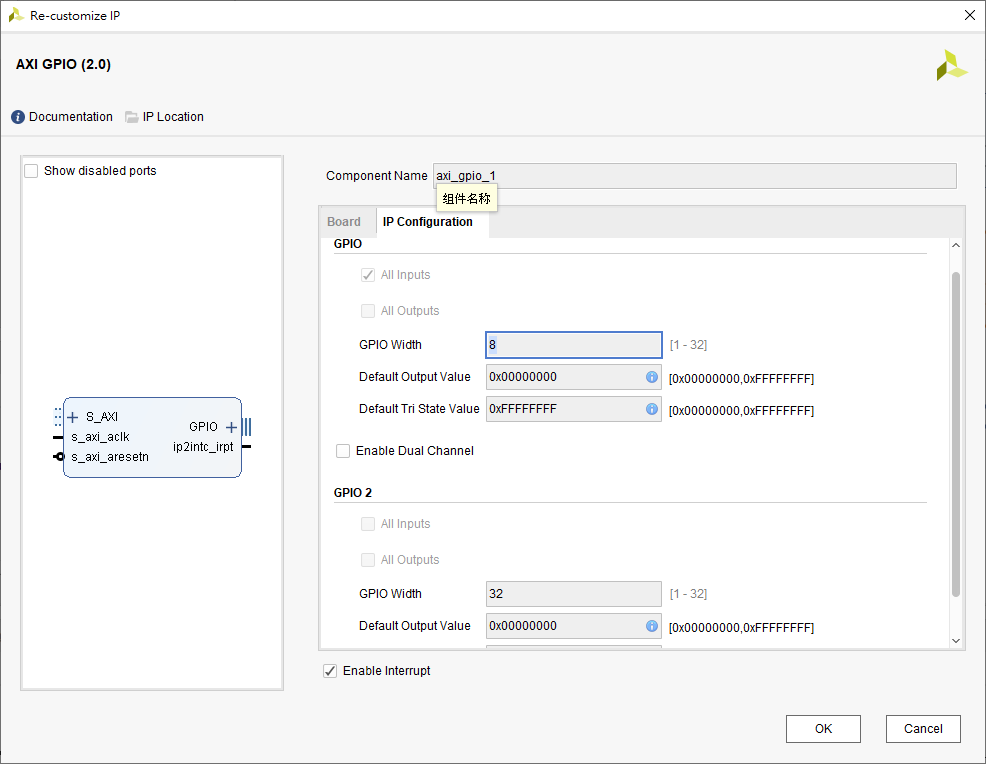 Re-customize IP
AXI GPIO (2.0)
Documentation IP Location
Show disabled ports
S_AXI
s_axi_aclk
s_axi_aresetn
GPIO
ip2intc_irpt
Component Name axi_gpio_1
组件名称
Board IP Configuration
GPIO
All Inputs
All Outputs
GPIO Width 8 [1 - 32]
Default Output Value 0x00000000 [0x00000000,0xFFFFFFFF]
Default Tri State Value 0xFFFFFFFF [0x00000000,0xFFFFFFFF]
Enable Dual Channel
GPIO 2
All Inputs
All Outputs
GPIO Width 32 [1 - 32]
Default Output Value 0x00000000 [0x00000000,0xFFFFFFFF]
Enable Interrupt
OK Cancel